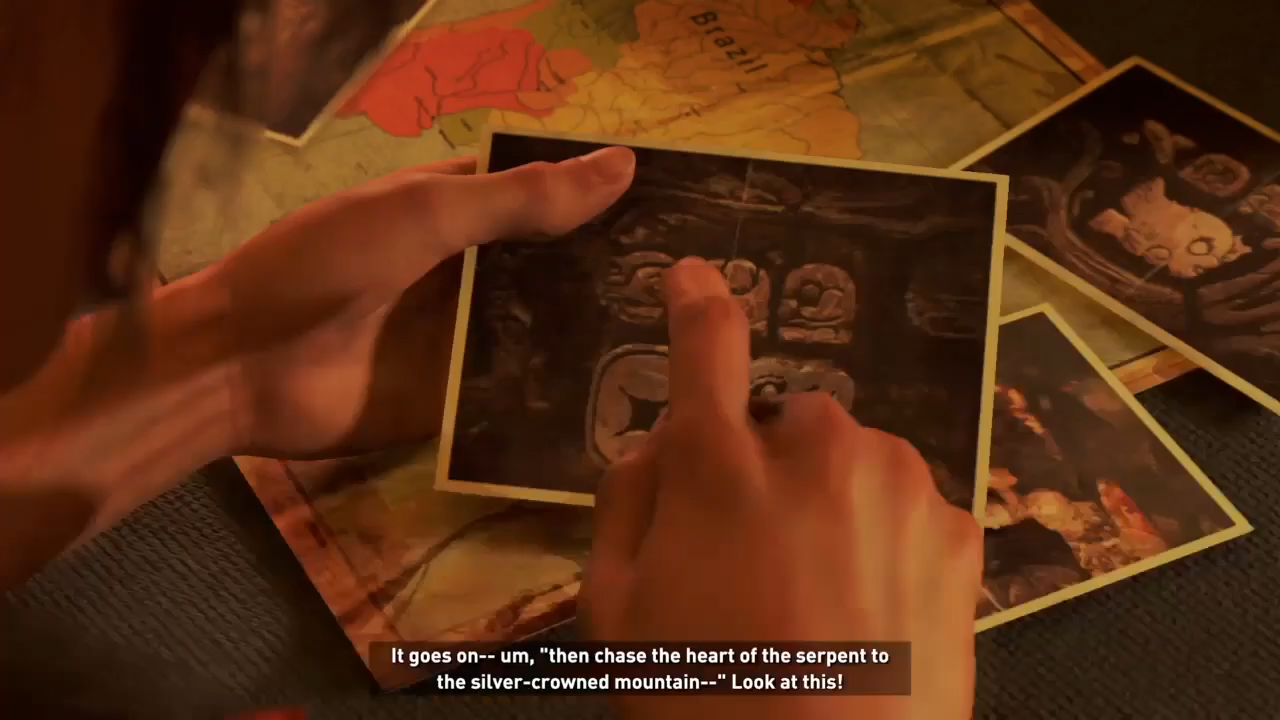 Brazil
It goes on-- um, "then chase the heart of the serpent to
the silver-crowned mountain--" Look at this!